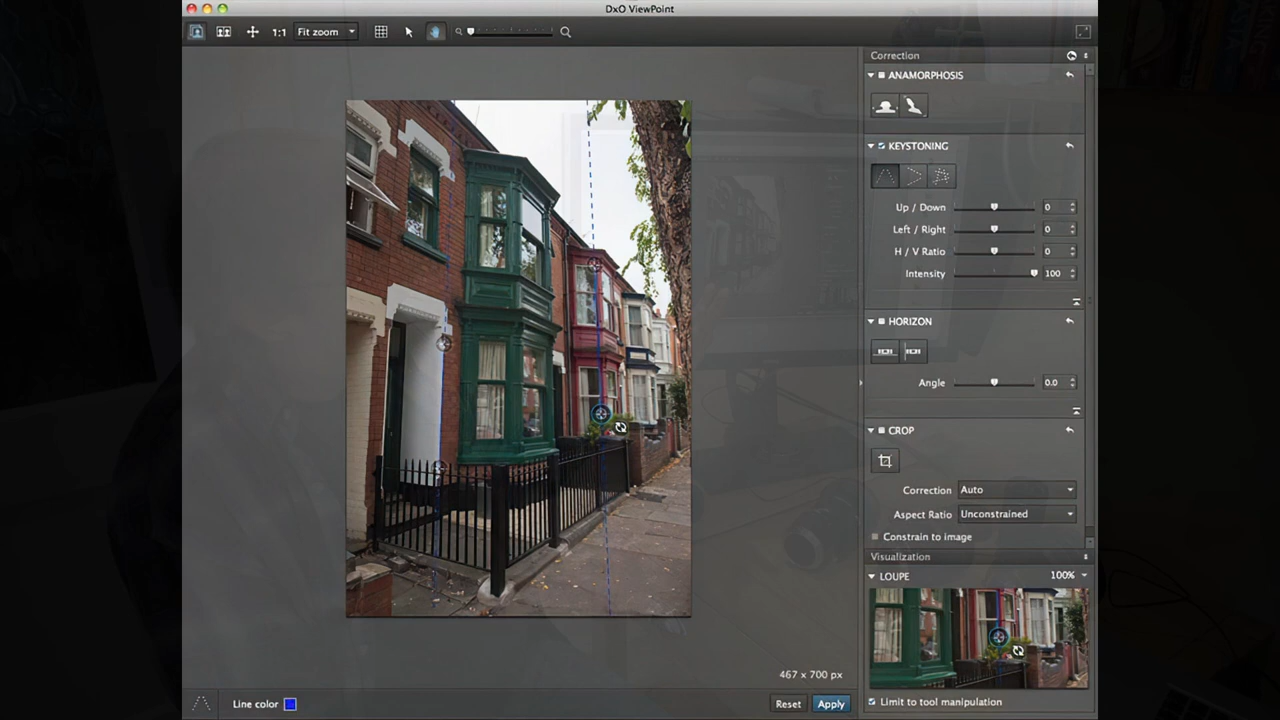 DxO ViewPoint
1:1 Fit zoom
Correction
ANAMORPHOSIS
KEYSTONING
Up / Down 0
Left / Right 0
H / V Ratio 0
Intensity 100
HORIZON
Angle 0.0
CROP
Correction Auto
Aspect Ratio Unconstrained
Constrain to image
Visualization
LOUPE 100%
467 x 700 px
Line color Reset Apply
Limit to tool manipulation